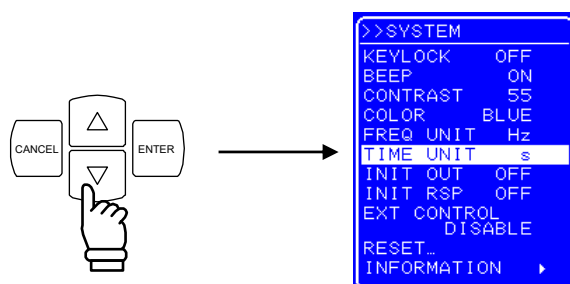 CANCEL
ENTER
>>SYSTEM
KEYLOCK OFF
BEEP ON
CONTRAST 55
COLOR BLUE
FREQ UNIT Hz
TIME UNIT s
INIT OUT OFF
INIT RSP OFF
EXT CONTROL
DISABLE
RESET…
INFORMATION